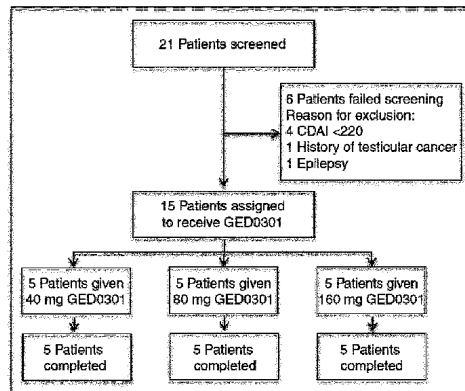 21 Patients screened
6 Patients failed screening
Reason for exclusion:
4 CDAI <220
1 History of testicular cancer
1 Epilepsy
15 Patients assigned
to receive GED0301
5 Patients given
40 mg GED0301
5 Patients given
80 mg GED0301
5 Patients given
160 mg GED0301
5 Patients
completed
5 Patients
completed
5 Patients
completed